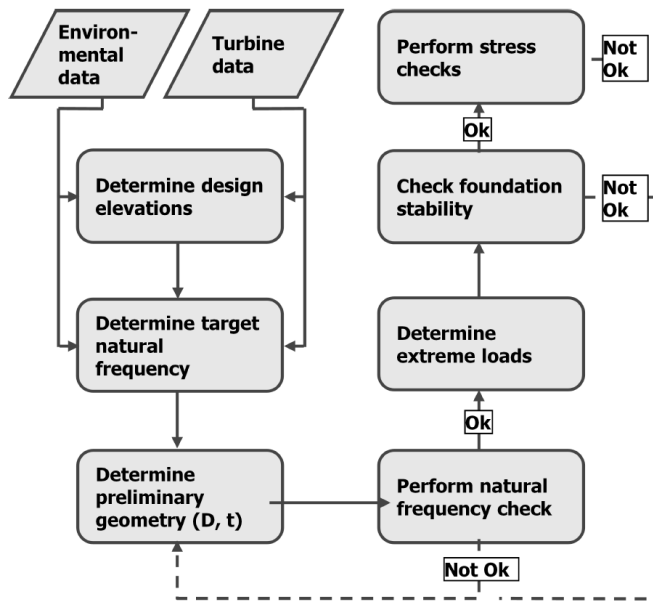 Environ-
mental
data
Turbine
data
Determine design
elevations
Determine target
natural
frequency
Determine
preliminary
geometry (D, t)
Perform stress
checks
Not
Ok
Ok
Check foundation
stability
Not
Ok
Determine
extreme loads
Ok
Perform natural
frequency check
Not Ok